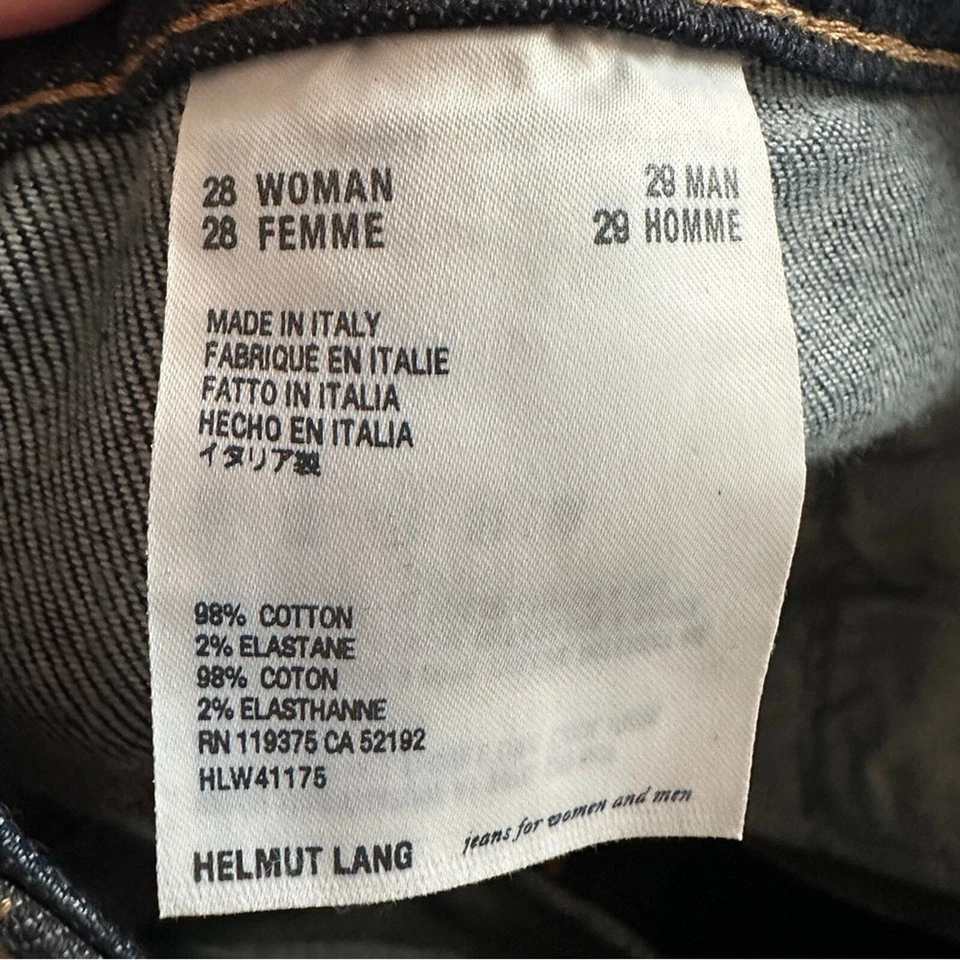 28 WOMAN 29 MAN
28 FEMME 29 HOMME
MADE IN ITALY
FABRIQUÉ EN ITALIE
FATTO IN ITALIA
HECHO EN ITALIA
イタリア製
98% COTTON
2% ELASTANE
98% COTON
2% ELASTHANNE
RN 119375 CA 52192
HLW41175
HELMUT LANG jeans for women and men